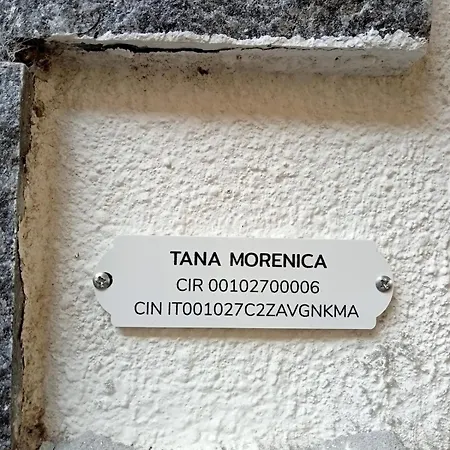 TANA MORENICA
CIR 00102700006
CIN IT001027C2ZAVGNKMA